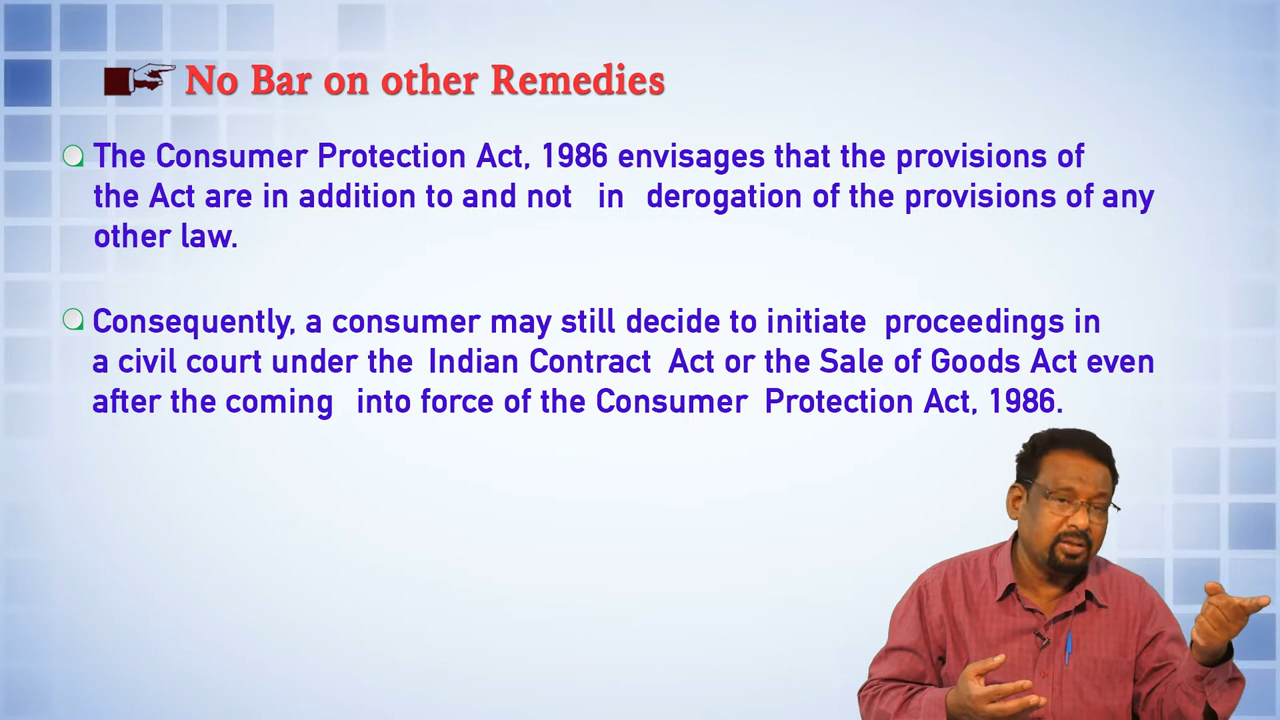 No Bar on other Remedies
The Consumer Protection Act, 1986 envisages that the provisions of
the Act are in addition to and not in derogation of the provisions of any
other law.
Consequently, a consumer may still decide to initiate proceedings in
a civil court under the Indian Contract Act or the Sale of Goods Act even
after the coming into force of the Consumer Protection Act, 1986.